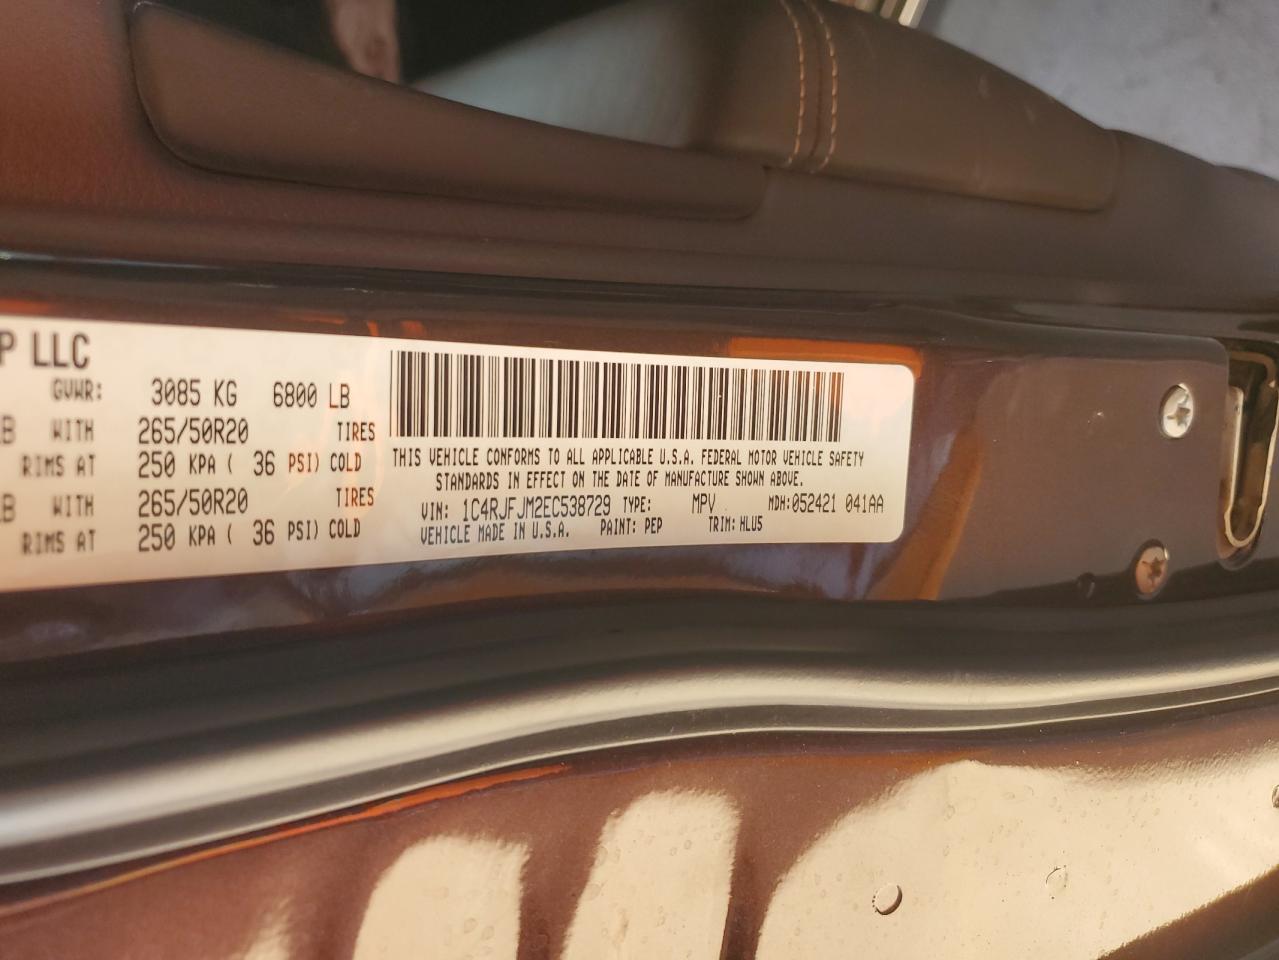 P LLC
GVWR: 3085 KG 6800 LB
B WITH 265/50R20 TIRES
RIMS AT 250 KPA ( 36 PSI) COLD
B WITH 265/50R20 TIRES
RIMS AT 250 KPA ( 36 PSI) COLD
THIS VEHICLE CONFORMS TO ALL APPLICABLE U.S.A. FEDERAL MOTOR VEHICLE SAFETY
STANDARDS IN EFFECT ON THE DATE OF MANUFACTURE SHOWN ABOVE.
VIN: 1C4RJFJM2EC538729 TYPE: MPV MDH:052421 041AA
VEHICLE MADE IN U.S.A. PAINT: PEP TRIM: HLU5